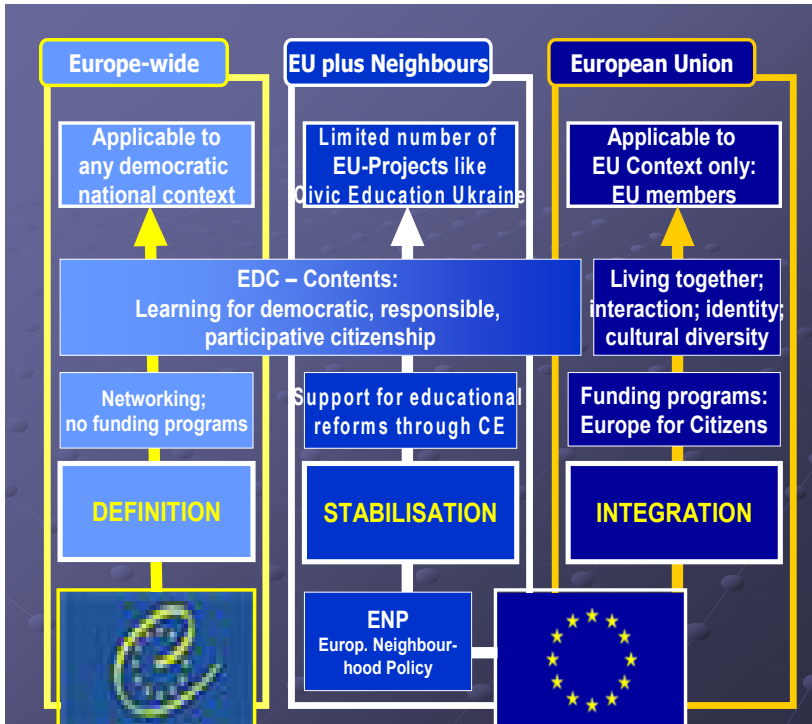 Europe-wide
EU plus Neighbours
European Union
Applicable to
any democratic
national context
Limited number of
EU-Projects like
Civic Education Ukraine
Applicable to
EU Context only:
EU members
EDC – Contents:
Learning for democratic, responsible,
participative citizenship
Living together;
interaction; identity;
cultural diversity
Networking;
no funding programs
Support for educational
reforms through CE
Funding programs:
Europe for Citizens
DEFINITION
STABILISATION
INTEGRATION
ENP
Europ. Neighbour-
hood Policy